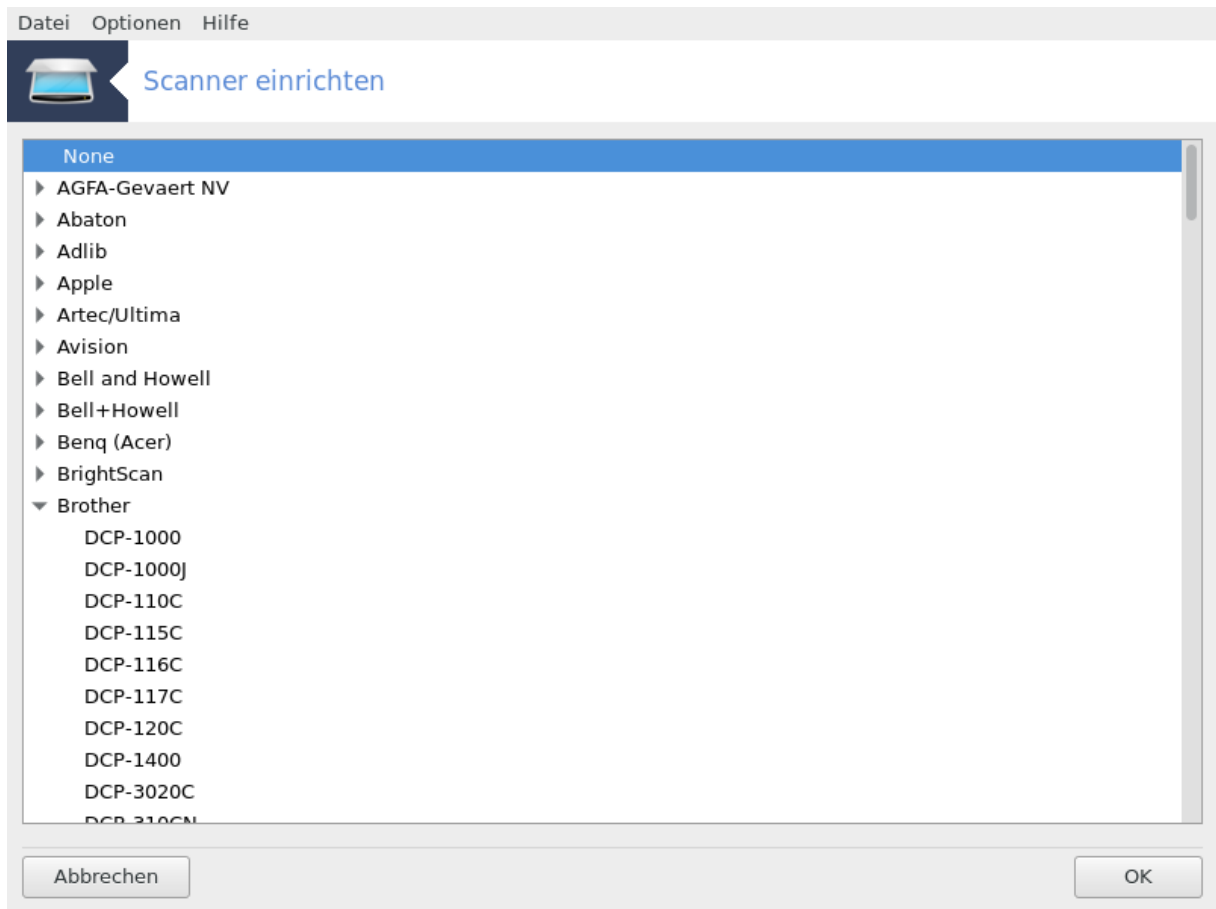 Datei Optionen Hilfe
Scanner einrichten
None
AGFA-Gevaert NV
Abaton
Adlib
Apple
Artec/Ultima
Avision
Bell and Howell
Bell+Howell
Benq (Acer)
BrightScan
Brother
DCP-1000
DCP-1000J
DCP-110C
DCP-115C
DCP-116C
DCP-117C
DCP-120C
DCP-1400
DCP-3020C
DCP-310CN
Abbrechen OK